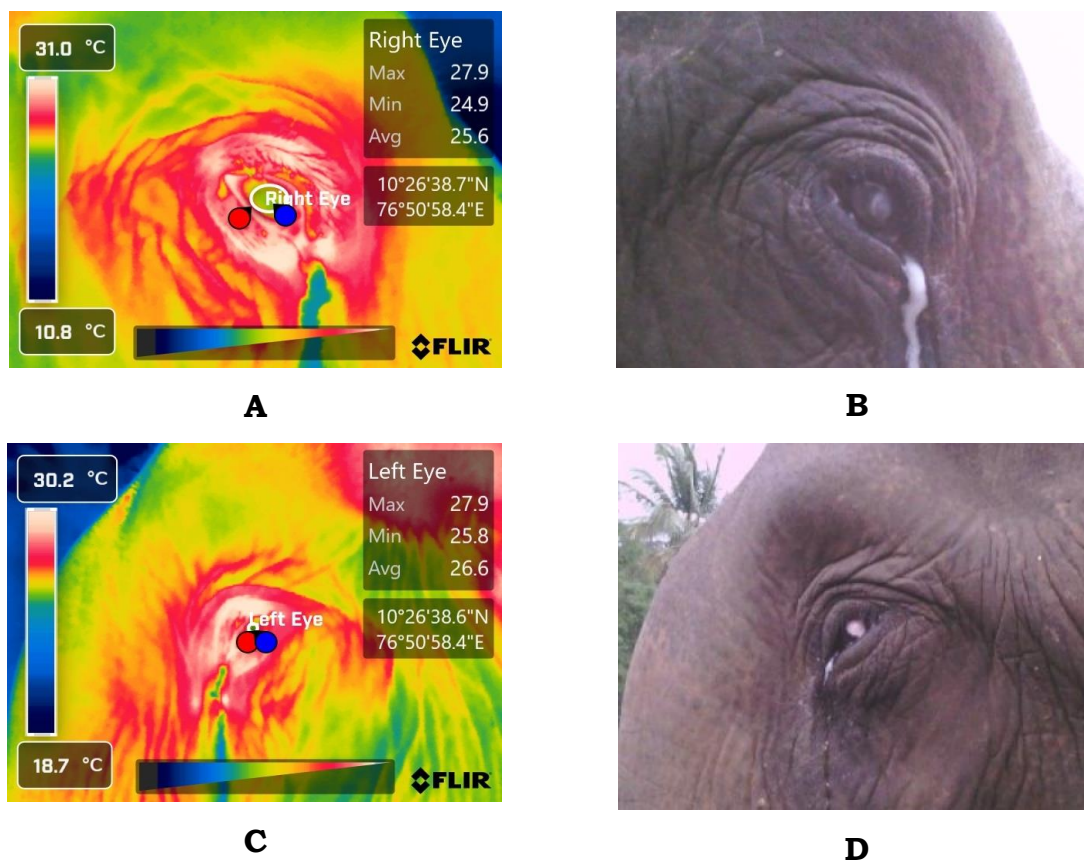 31.0 °C
Right Eye
Max 27.9
Min 24.9
Avg 25.6
10°26'38.7"N
76°50'58.4"E
Right Eye
10.8 °C
FLIR
A
B
30.2 °C
Left Eye
Max 27.9
Min 25.8
Avg 26.6
10°26'38.6"N
76°50'58.4"E
Left Eye
18.7 °C
FLIR
C
D